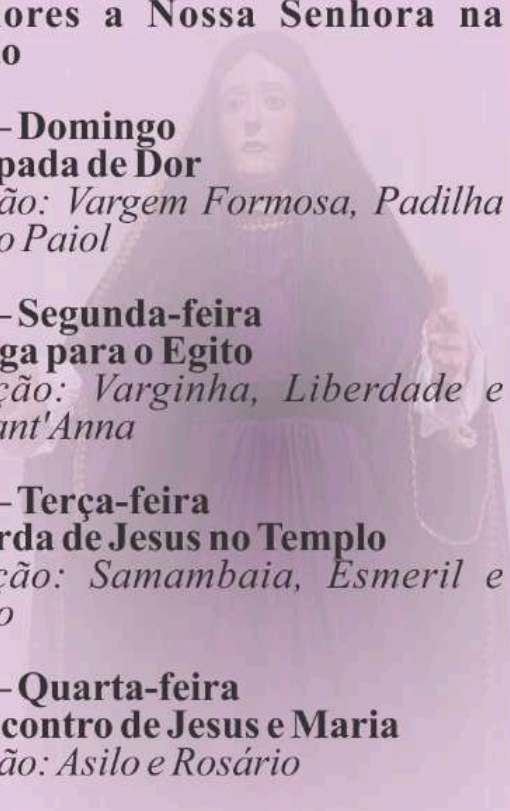 ores a Nossa Senhora na
o
– Domingo
pada de Dor
ão: Vargem Formosa, Padilha
o Paiol
– Segunda-feira
ga para o Egito
ção: Varginha, Liberdade e
ant'Anna
– Terça-feira
rda de Jesus no Templo
ção: Samambaia, Esmeril e
o
– Quarta-feira
contro de Jesus e Maria
ão: Asilo e Rosário